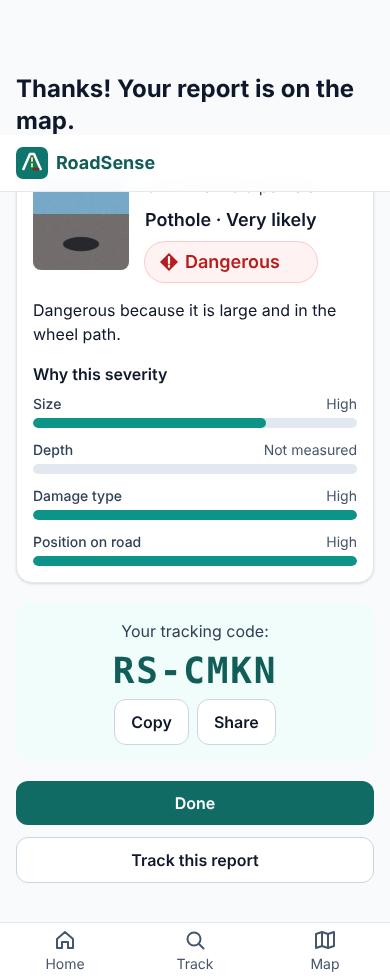 Thanks! Your report is on the
map.
RoadSense
Pothole · Very likely
Dangerous
Dangerous because it is large and in the
wheel path.
Why this severity
Size High
Depth Not measured
Damage type High
Position on road High
Your tracking code:
RS-CMKN
Copy Share
Done
Track this report
Home Track Map